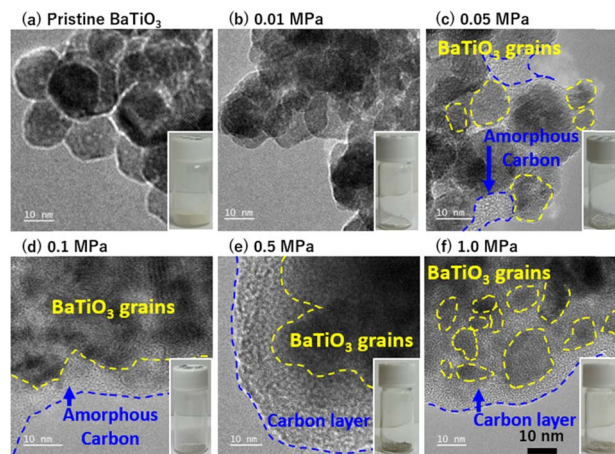 (a) Pristine BaTiO₃
(b) 0.01 MPa
(c) 0.05 MPa
10 nm
10 nm
BaTiO₃ grains
Amorphous
Carbon
10 nm
(d) 0.1 MPa
(e) 0.5 MPa
(f) 1.0 MPa
BaTiO₃ grains
Amorphous
Carbon
10 nm
BaTiO₃ grains
Carbon layer
10 nm
BaTiO₃ grains
Carbon layer
10 nm
10 nm